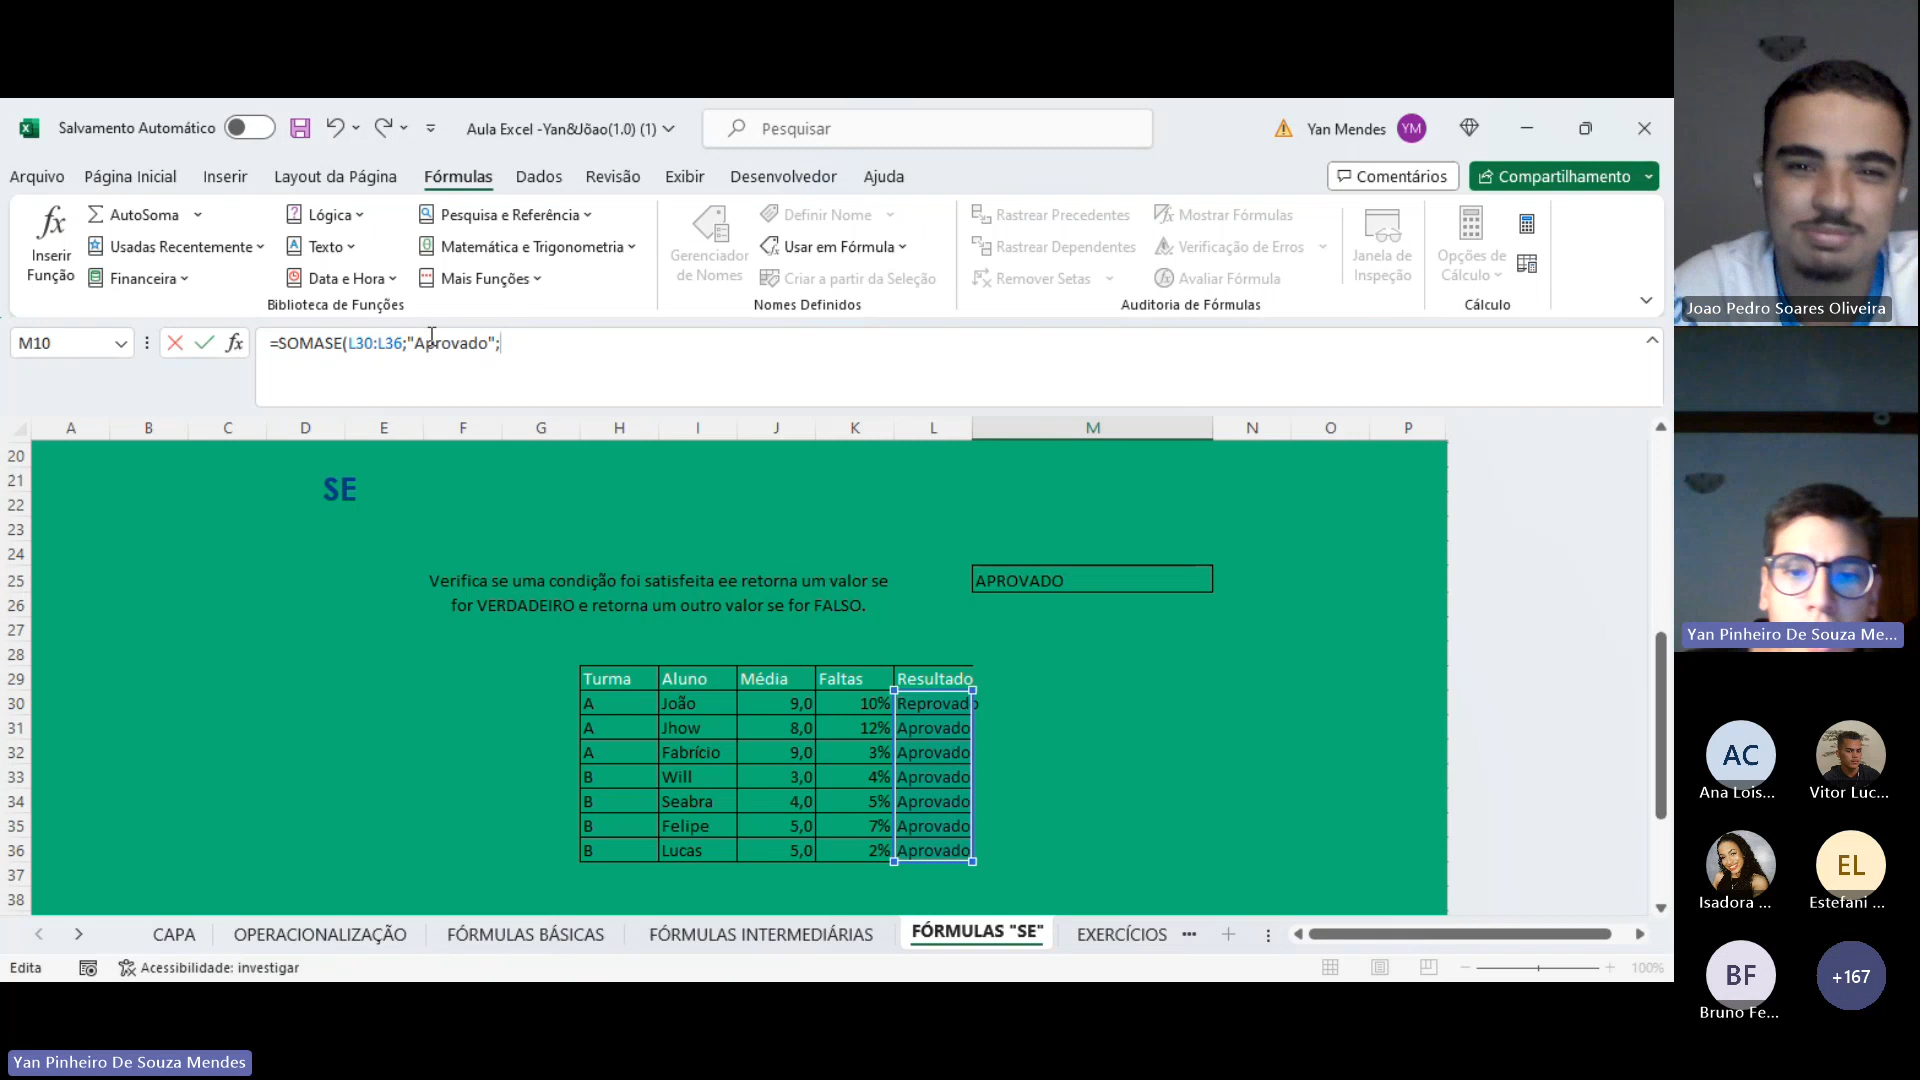 Salvamento Automático
Aula Excel -Yan&Jõao(1.0) (1)
Pesquisar
Yan Mendes
YM
Arquivo Página Inicial Inserir Layout da Página Fórmulas Dados Revisão Exibir Desenvolvedor Ajuda
Comentários
Compartilhamento
fx
Inserir
Função
AutoSoma
Usadas Recentemente
Financeira
Lógica
Texto
Data e Hora
Pesquisa e Referência
Matemática e Trigonometria
Mais Funções
Biblioteca de Funções
Gerenciador
de Nomes
Definir Nome
Usar em Fórmula
Criar a partir da Seleção
Nomes Definidos
Rastrear Precedentes
Rastrear Dependentes
Remover Setas
Mostrar Fórmulas
Verificação de Erros
Avaliar Fórmula
Auditoria de Fórmulas
Janela de
Inspeção
Opções de
Cálculo
Cálculo
M10
fx
=SOMASE(L30:L36;"Aprovado";
A B C D E F G H I J K L M N O P
20
21
SE
22
23
24
25
Verifica se uma condição foi satisfeita ee retorna um valor se
APROVADO
26
for VERDADEIRO e retorna um outro valor se for FALSO.
27
28
29 Turma Aluno Média Faltas Resultado
30 A João 9,0 10% Reprovado
31 A Jhow 8,0 12% Aprovado
32 A Fabrício 9,0 3% Aprovado
33 B Will 3,0 4% Aprovado
34 B Seabra 4,0 5% Aprovado
35 B Felipe 5,0 7% Aprovado
36 B Lucas 5,0 2% Aprovado
37
38
CAPA OPERACIONALIZAÇÃO FÓRMULAS BÁSICAS FÓRMULAS INTERMEDIÁRIAS FÓRMULAS "SE" EXERCÍCIOS
Edita
Acessibilidade: investigar
100%
Joao Pedro Soares Oliveira
Yan Pinheiro De Souza Me...
AC
Ana Lois...
Vitor Luc...
Isadora ...
EL
Estefani ...
BF
Bruno Fe...
+167
Yan Pinheiro De Souza Mendes